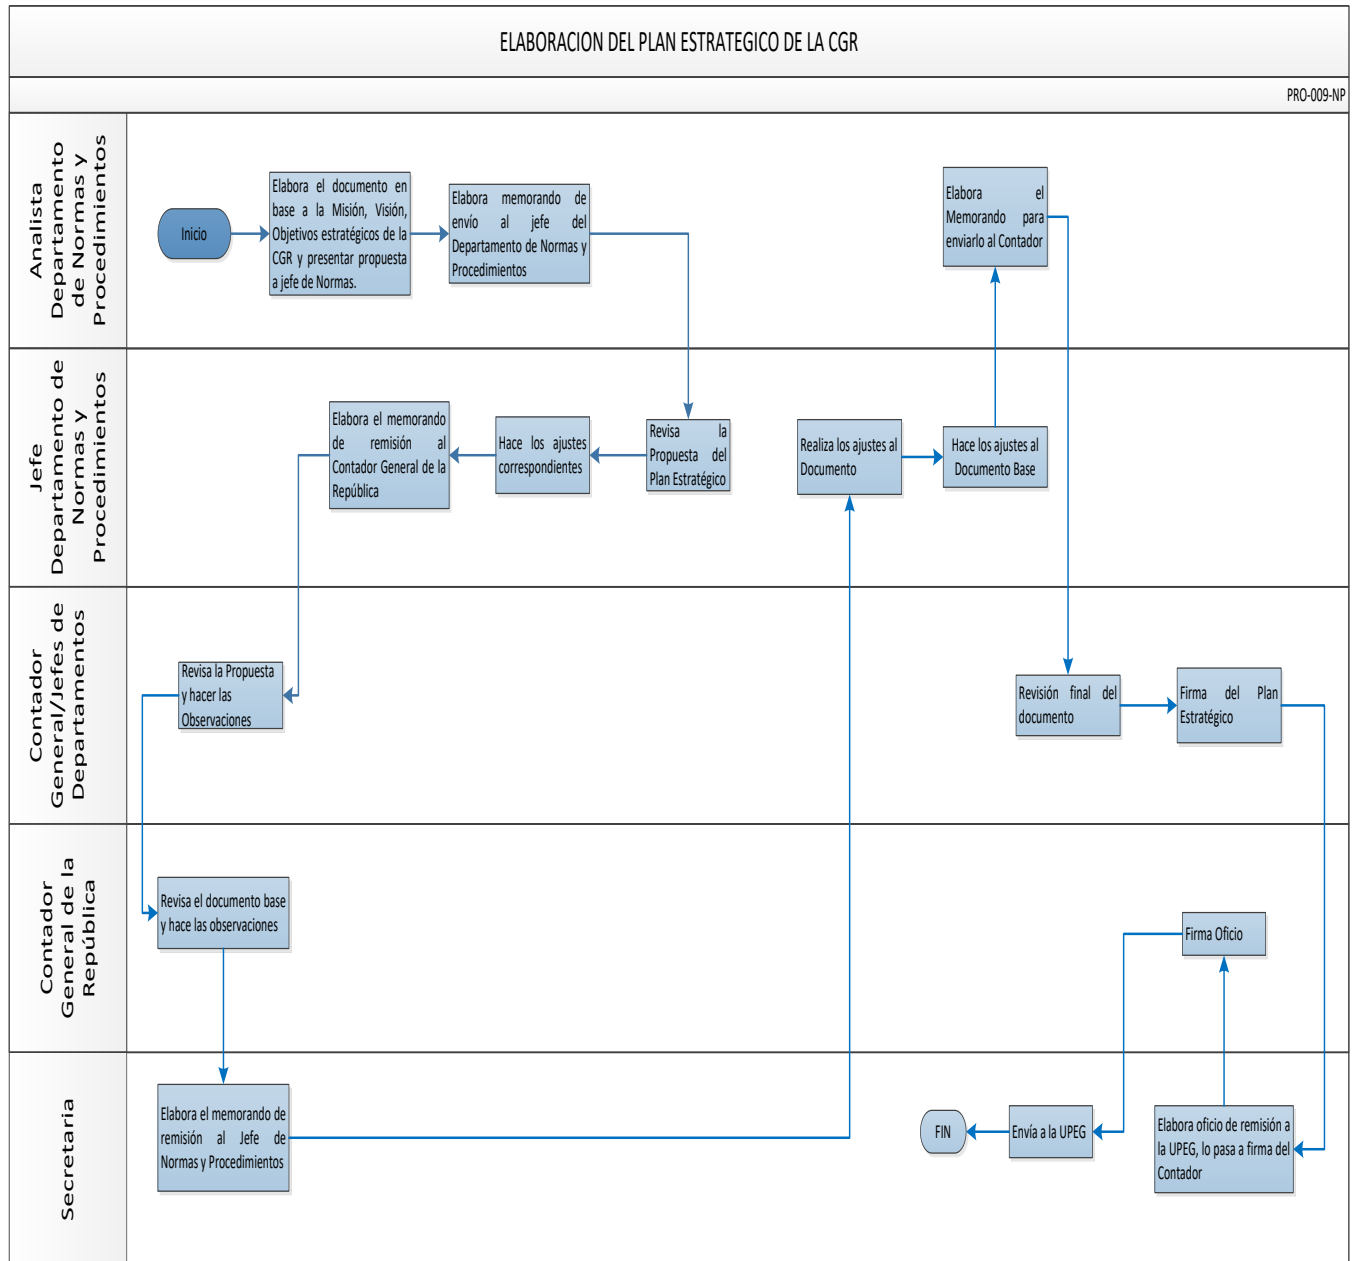 ELABORACION DEL PLAN ESTRATEGICO DE LA CGR
PRO-009-NP
Analista
Departamento
de Normas y
Procedimientos
Inicio
Elabora el documento en
base a la Misión, Visión,
Objetivos estratégicos de la
CGR y presentar propuesta
a jefe de Normas.
Elabora memorando de
envío al jefe del
Departamento de Normas y
Procedimientos
Elabora el
Memorando para
enviarlo al Contador
Jefe
Departamento de
Normas y
Procedimientos
Elabora el memorando
de remisión al
Contador General de la
República
Hace los ajustes
correspondientes
Revisa la
Propuesta del
Plan Estratégico
Realiza los ajustes al
Documento
Hace los ajustes al
Documento Base
Contador
General/Jefes de
Departamentos
Revisa la Propuesta
y hacer las
Observaciones
Revisión final del
documento
Firma del Plan
Estratégico
Contador
General de la
República
Revisa el documento base
y hace las observaciones
Firma Oficio
Secretaria
Elabora el memorando de
remisión al Jefe de
Normas y Procedimientos
FIN
Envía a la UPEG
Elabora oficio de remisión a
la UPEG, lo pasa a firma del
Contador